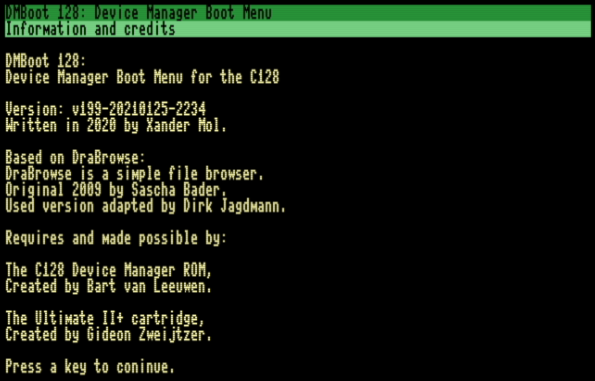 DMBoot 128: Device Manager Boot Menu
Information and credits
DMBoot 128:
Device Manager Boot Menu for the C128
Version: v199-20210125-2234
Written in 2020 by Xander Mol.
Based on DraBrowse:
DraBrowse is a simple file browser.
Original 2009 by Sascha Bader.
Used version adapted by Dirk Jagdmann.
Requires and made possible by:
The C128 Device Manager ROM,
Created by Bart van Leeuwen.
The Ultimate II+ cartridge,
Created by Gideon Zweijtzer.
Press a key to coninue.